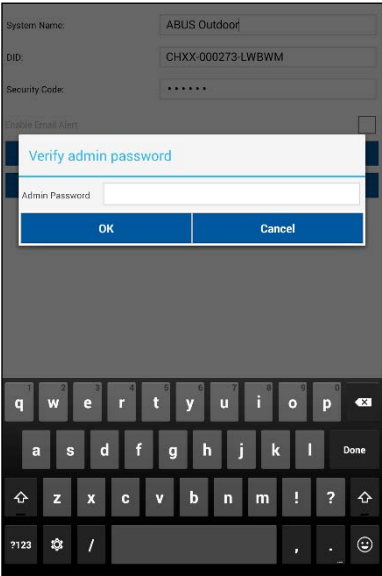 System Name: ABUS Outdoor
DID: CHXX-000273-LWBWM
Security Code: ••••••
Enable Email Alert
Verify admin password
Admin Password
OK Cancel
1 2 3 4 5 6 7 8 9 0
q w e r t y u i o p
a s d f g h j k l Done
z x c v b n m ! ?
?123 / , . ...